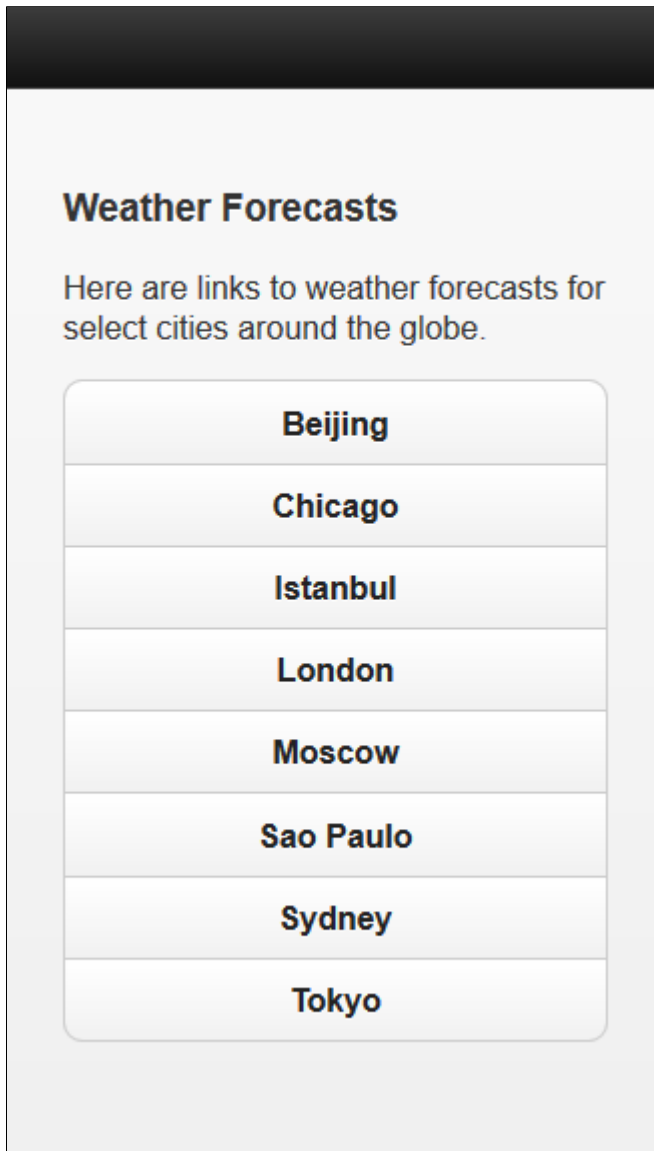 Weather Forecasts
Here are links to weather forecasts for
select cities around the globe.
Beijing
Chicago
Istanbul
London
Moscow
Sao Paulo
Sydney
Tokyo